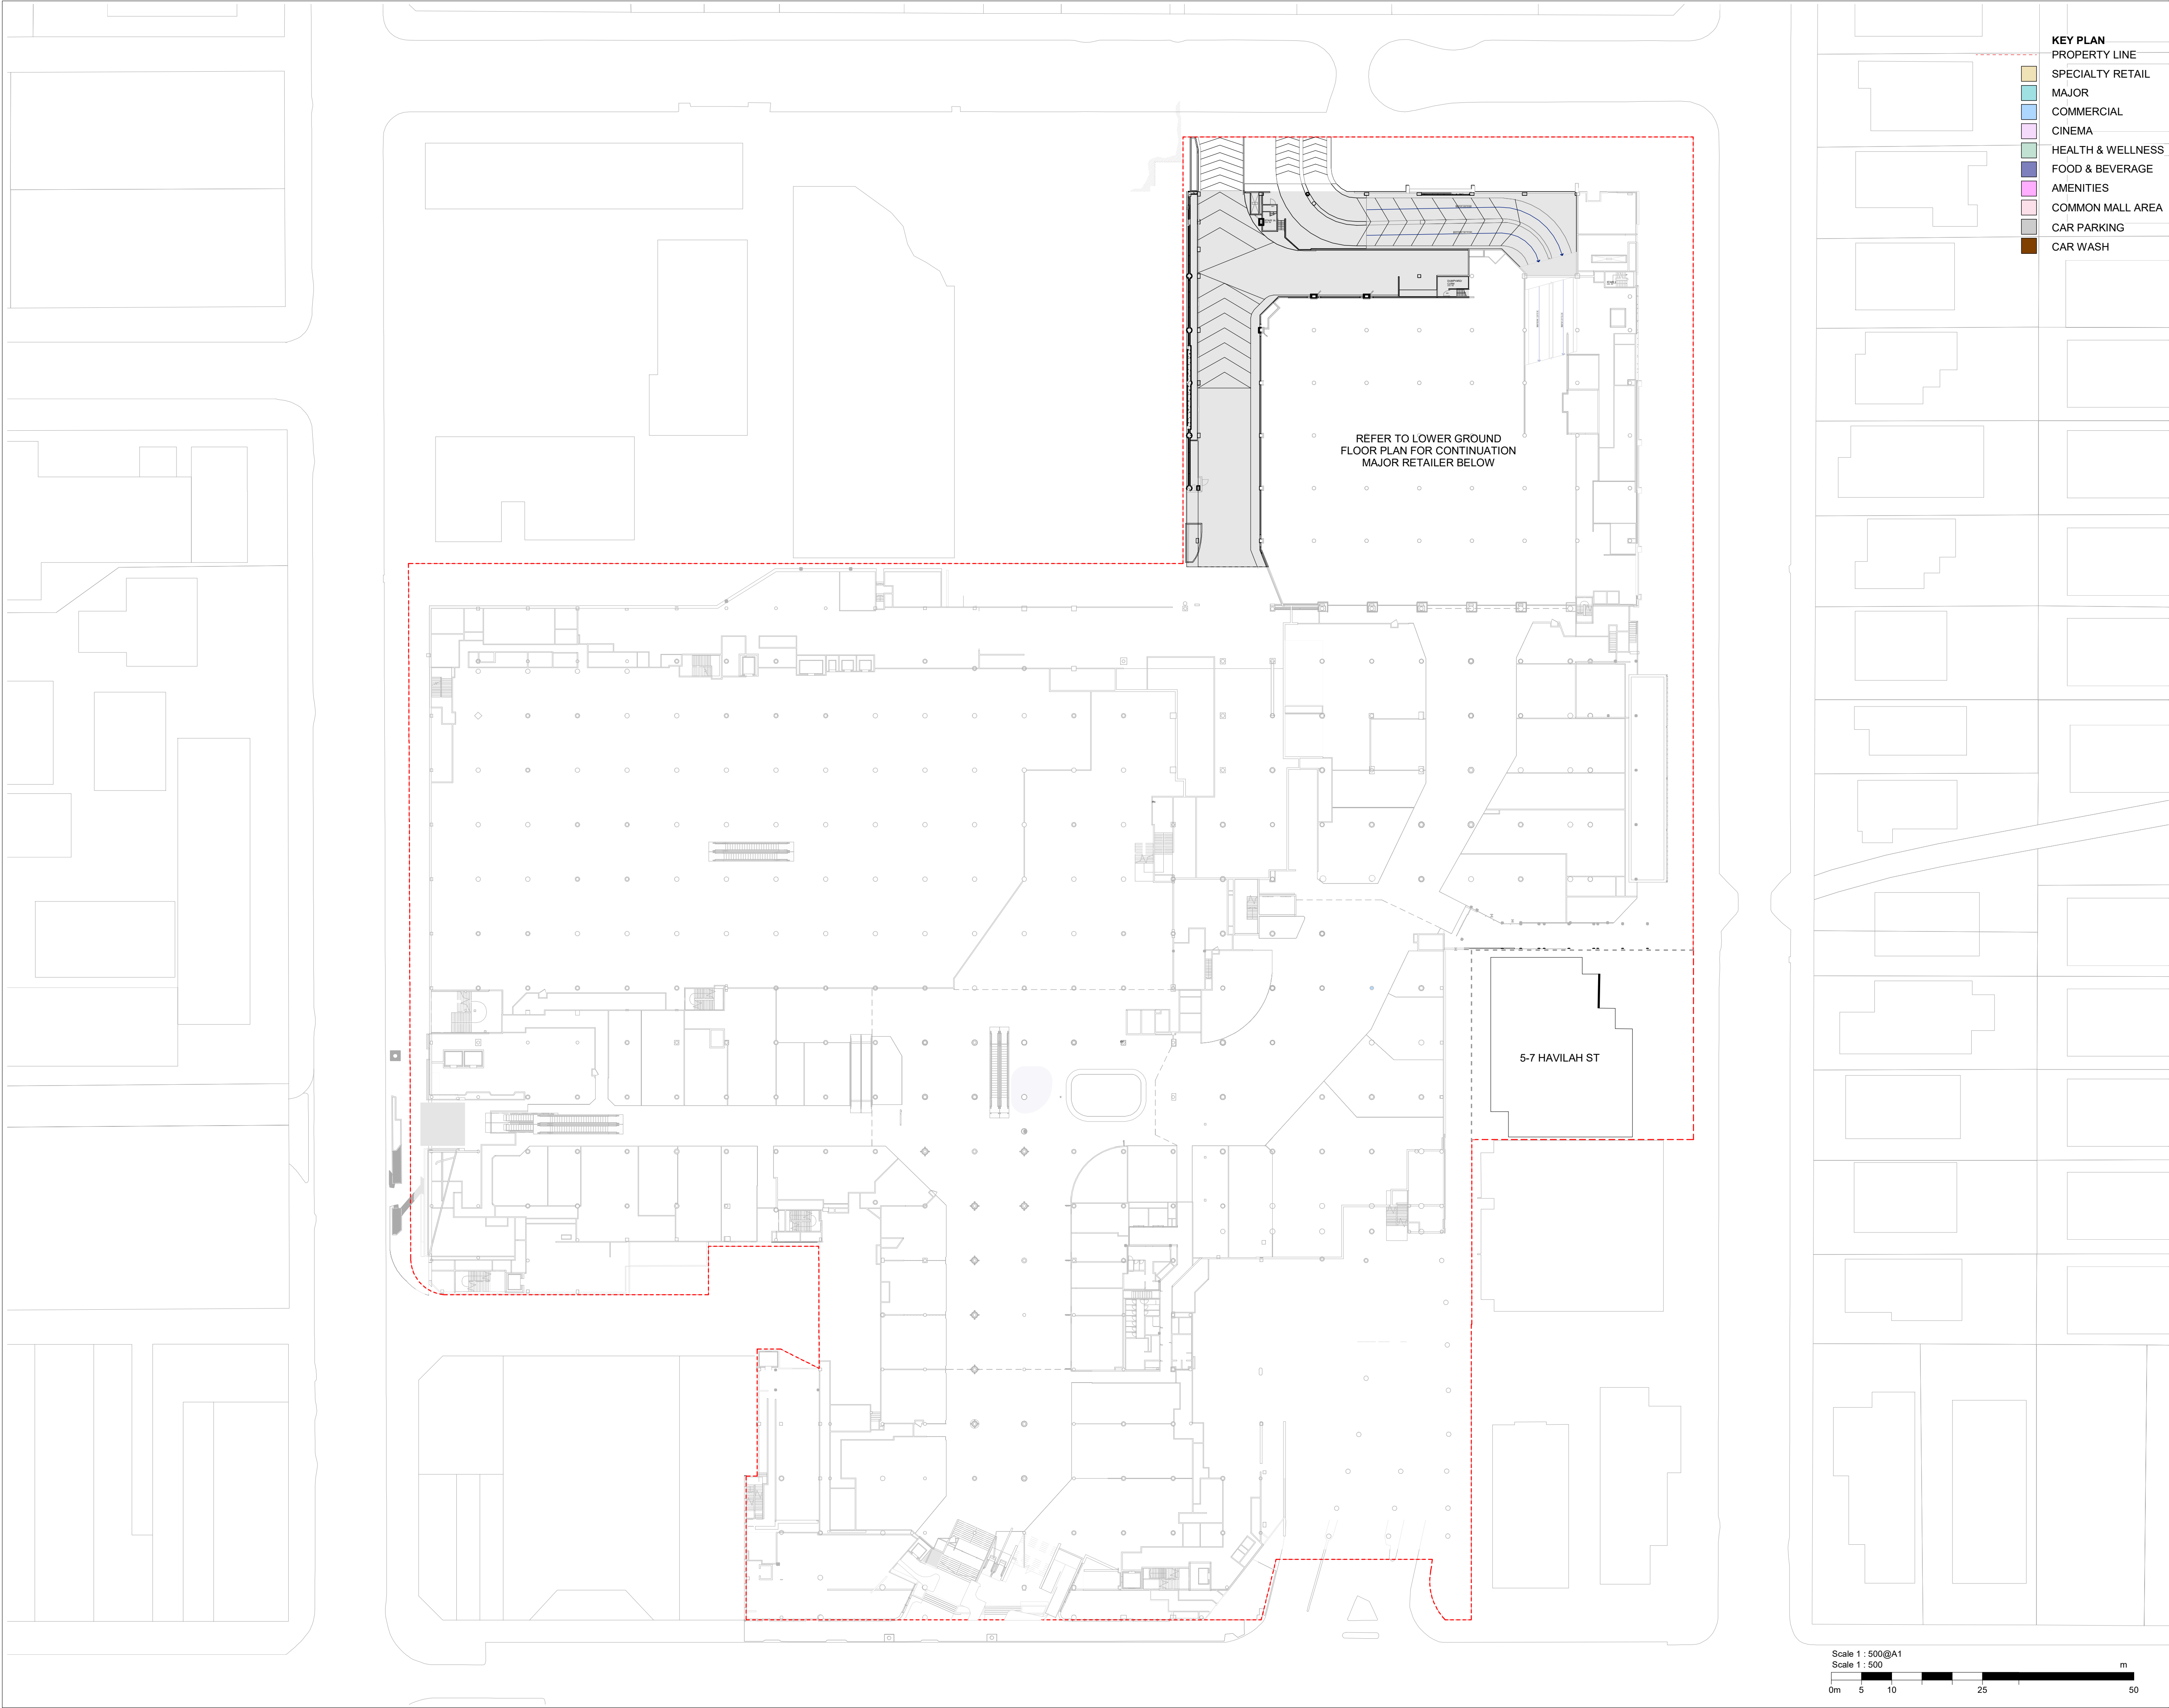 KEY PLAN
PROPERTY LINE
SPECIALTY RETAIL
MAJOR
COMMERCIAL
CINEMA
HEALTH & WELLNESS
FOOD & BEVERAGE
AMENITIES
COMMON MALL AREA
CAR PARKING
CAR WASH
REFER TO LOWER GROUND
FLOOR PLAN FOR CONTINUATION
MAJOR RETAILER BELOW
5-7 HAVILAH ST
Scale 1 : 500@A1
Scale 1 : 500
m
0m 5 10 25 50